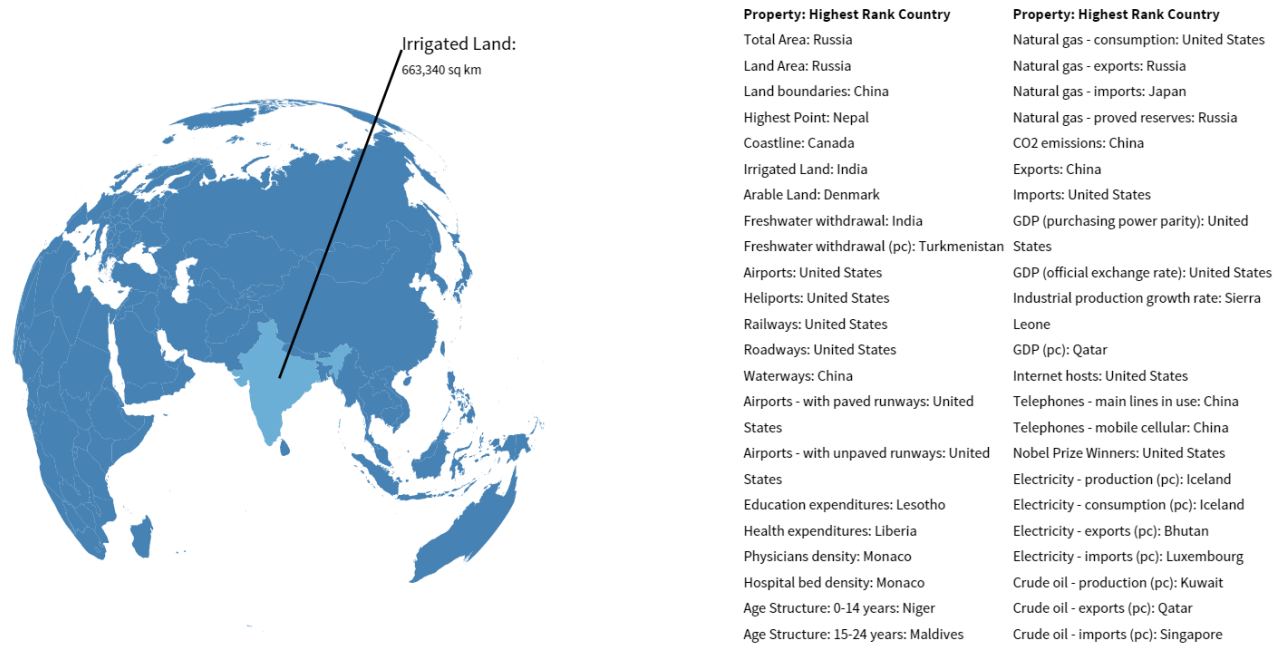 Irrigated Land:
663,340 sq km
Property: Highest Rank Country
Total Area: Russia
Land Area: Russia
Land boundaries: China
Highest Point: Nepal
Coastline: Canada
Irrigated Land: India
Arable Land: Denmark
Freshwater withdrawal: India
Freshwater withdrawal (pc): Turkmenistan
Airports: United States
Heliports: United States
Railways: United States
Roadways: United States
Waterways: China
Airports - with paved runways: United
States
Airports - with unpaved runways: United
States
Education expenditures: Lesotho
Health expenditures: Liberia
Physicians density: Monaco
Hospital bed density: Monaco
Age Structure: 0-14 years: Niger
Age Structure: 15-24 years: Maldives
Property: Highest Rank Country
Natural gas - consumption: United States
Natural gas - exports: Russia
Natural gas - imports: Japan
Natural gas - proved reserves: Russia
CO2 emissions: China
Exports: China
Imports: United States
GDP (purchasing power parity): United
States
GDP (official exchange rate): United States
Industrial production growth rate: Sierra
Leone
GDP (pc): Qatar
Internet hosts: United States
Telephones - main lines in use: China
Telephones - mobile cellular: China
Nobel Prize Winners: United States
Electricity - production (pc): Iceland
Electricity - consumption (pc): Iceland
Electricity - exports (pc): Bhutan
Electricity - imports (pc): Luxembourg
Crude oil - production (pc): Kuwait
Crude oil - exports (pc): Qatar
Crude oil - imports (pc): Singapore